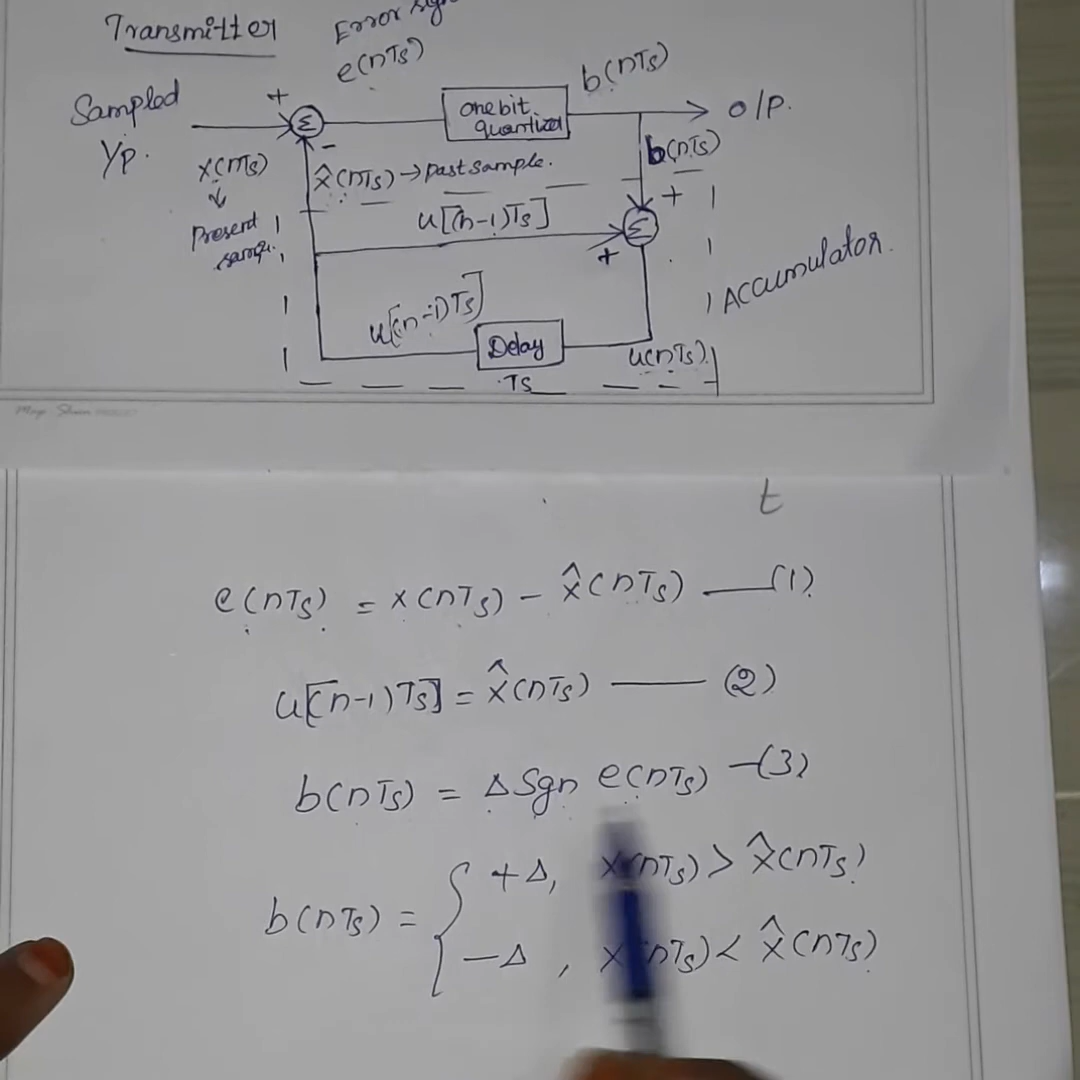 Transmitter
Error sgn
e(nTs)
Sampled
I/p.
x(nTs)
Present
+
Σ
-
one bit
quantizer
b(nTs)
o/p.
b(nTs)
x̂(nTs) → past sample.
u[(n-1)Ts]
+
Σ
+
Accumulator.
u[(n-1)Ts]
Delay
Ts
u(nTs)
t
e(nTs) = x(nTs) - x̂(nTs) —(1)
u[(n-1)Ts] = x̂(nTs) —— (2)
b(nTs) = Δ Sgn e(nTs) —(3)
b(nTs) = { +Δ, x(nTs) > x̂(nTs)
-Δ, x(nTs) < x̂(nTs)